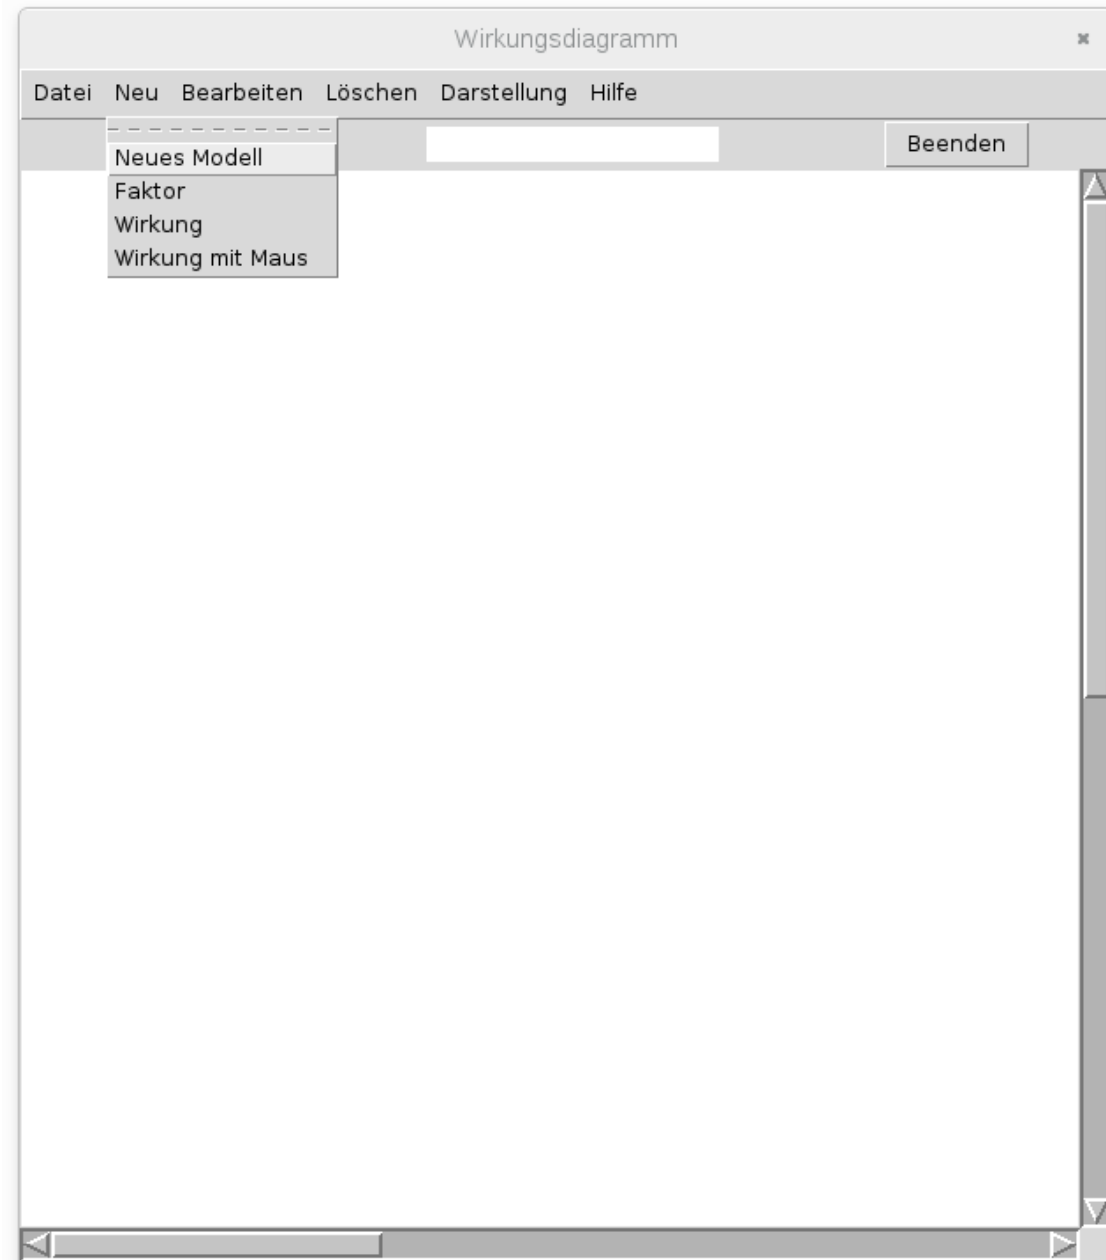 Wirkungsdiagramm
Datei Neu Bearbeiten Löschen Darstellung Hilfe
Beenden
Neues Modell
Faktor
Wirkung
Wirkung mit Maus